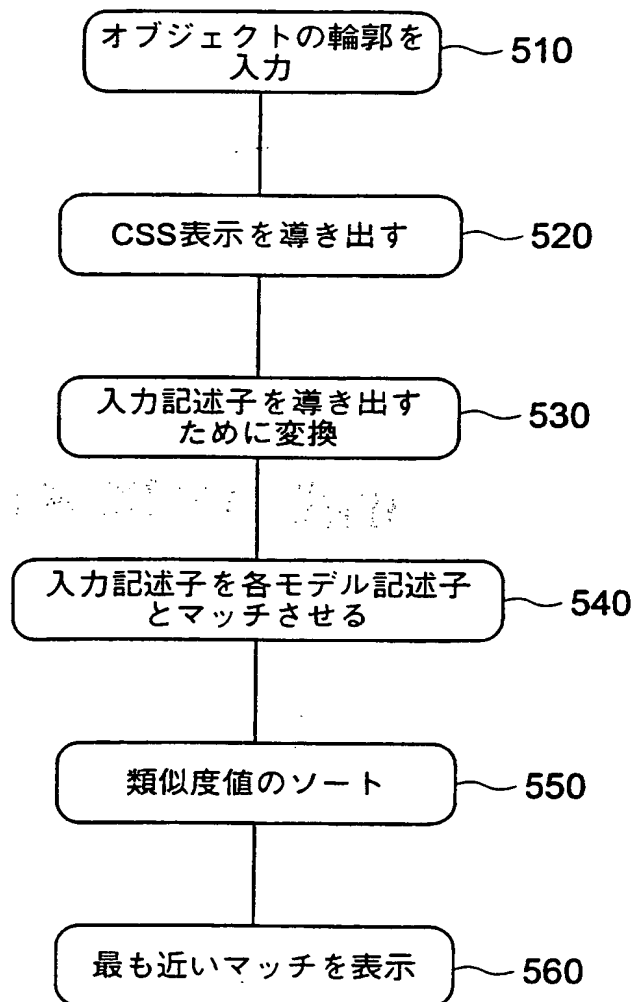 オブジェクトの輪郭を
入力
510
CSS表示を導き出す
520
入力記述子を導き出す
ために変換
530
入力記述子を各モデル記述子
とマッチさせる
540
類似度値のソート
550
最も近いマッチを表示
560